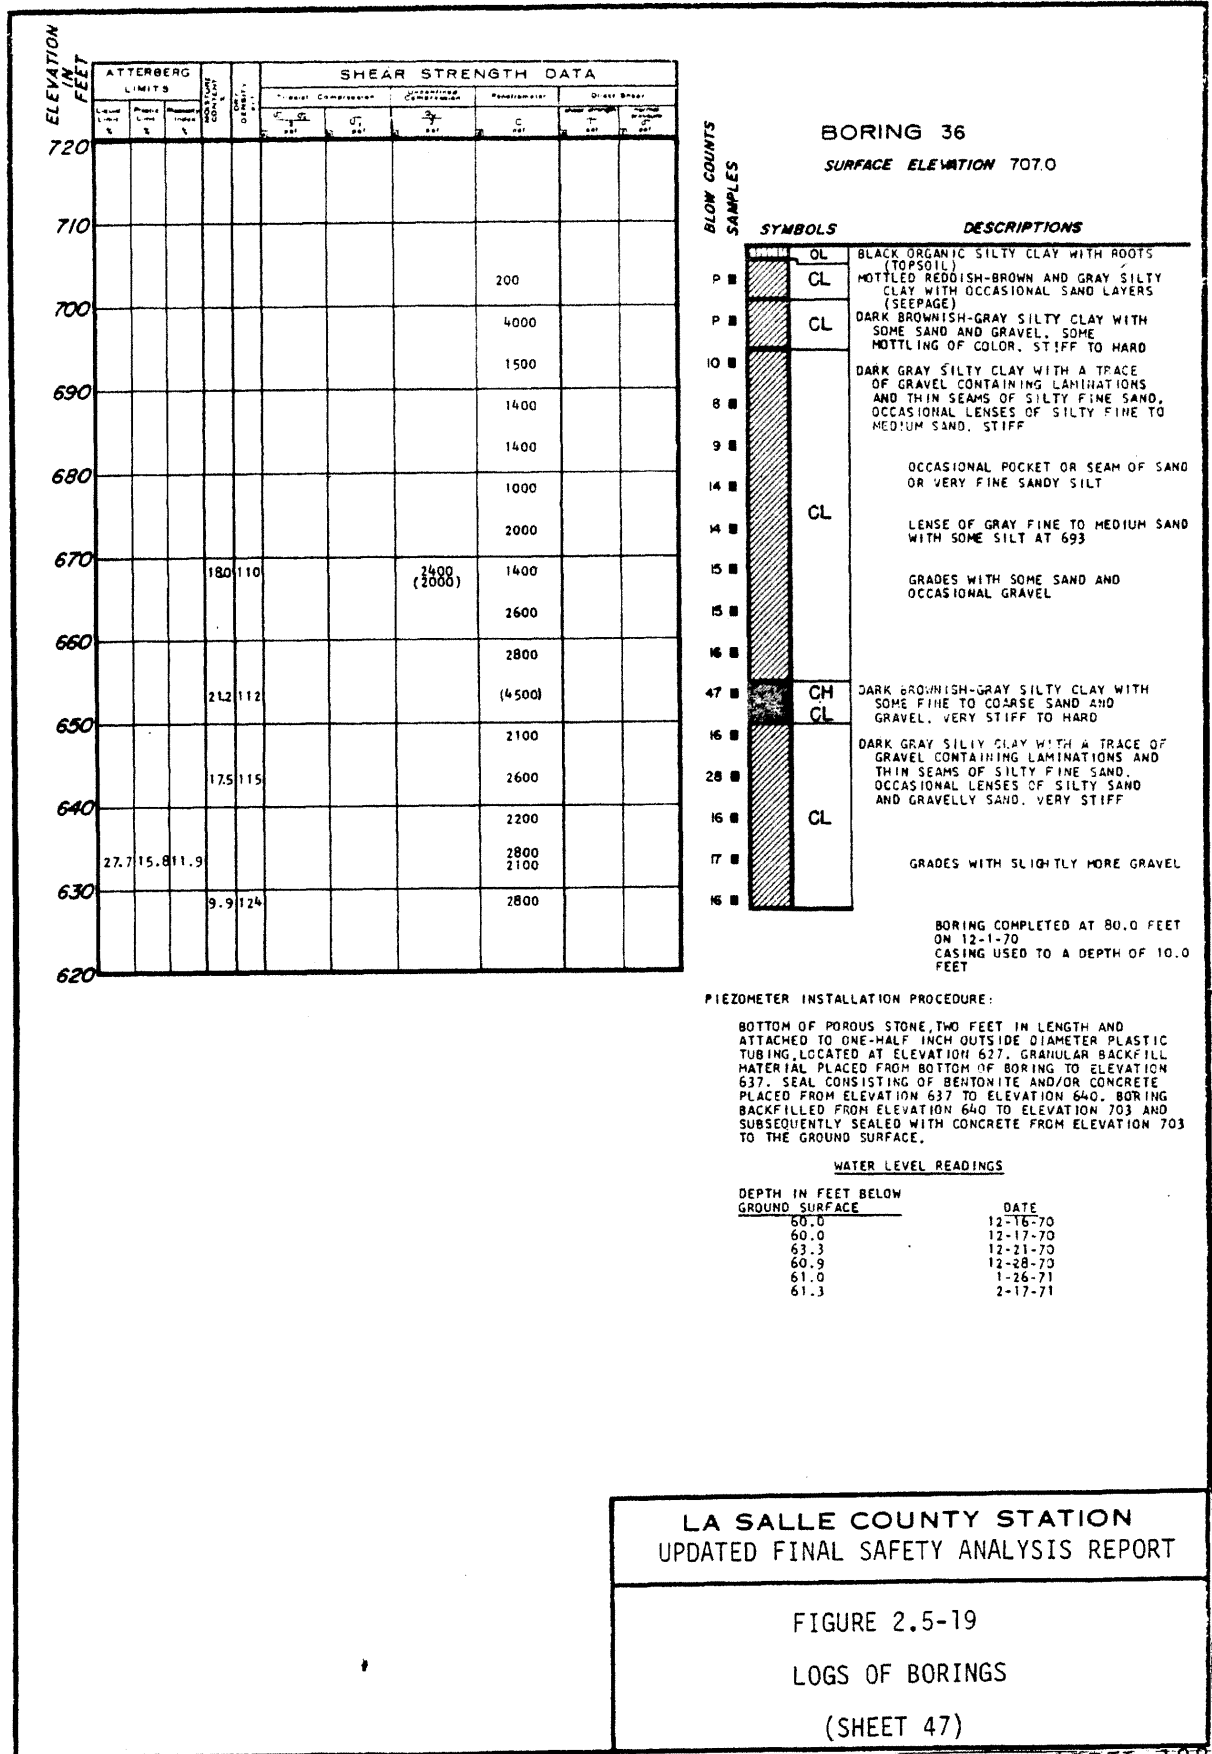 ELEVATION
IN
FEET
ATTERBERG
LIMITS
MOISTURE
CONTENT
%
DRY
DENSITY
SHEAR STRENGTH DATA
Triaxial Compression
Unconfined
Compression
Penetrometer
Direct Shear
Liquid
Limit
%
Plastic
Limit
%
Index
%
C
psf
720
710
700
690
680
670
660
650
640
630
620
200
4000
1500
1400
1400
1000
2000
18.0 110 2400 1400
(2000)
2600
2800
21.2 112 (4500)
2100
17.5 115 2600
2200
27.7 15.8 11.9 2800
2100
9.9 124 2800
BORING 36
SURFACE ELEVATION 707.0
BLOW COUNTS
SAMPLES
SYMBOLS
DESCRIPTIONS
OL BLACK ORGANIC SILTY CLAY WITH ROOTS
(TOPSOIL)
P CL MOTTLED REDDISH-BROWN AND GRAY SILTY
CLAY WITH OCCASIONAL SAND LAYERS
(SEEPAGE)
P CL DARK BROWNISH-GRAY SILTY CLAY WITH
SOME SAND AND GRAVEL, SOME
MOTTLING OF COLOR. STIFF TO HARD
10
8
9
14
14
15
15
16
CL
DARK GRAY SILTY CLAY WITH A TRACE
OF GRAVEL CONTAINING LAMINATIONS
AND THIN SEAMS OF SILTY FINE SAND.
OCCASIONAL LENSES OF SILTY FINE TO
MEDIUM SAND. STIFF
OCCASIONAL POCKET OR SEAM OF SAND
OR VERY FINE SANDY SILT
LENSE OF GRAY FINE TO MEDIUM SAND
WITH SOME SILT AT 693
GRADES WITH SOME SAND AND
OCCASIONAL GRAVEL
47 CH
CL
DARK BROWNISH-GRAY SILTY CLAY WITH
SOME FINE TO COARSE SAND AND
GRAVEL. VERY STIFF TO HARD
16
28
16
17
16
CL
DARK GRAY SILTY CLAY WITH A TRACE OF
GRAVEL CONTAINING LAMINATIONS AND
THIN SEAMS OF SILTY FINE SAND.
OCCASIONAL LENSES OF SILTY SAND
AND GRAVELLY SAND. VERY STIFF
GRADES WITH SLIGHTLY MORE GRAVEL
BORING COMPLETED AT 80.0 FEET
ON 12-1-70
CASING USED TO A DEPTH OF 10.0
FEET
PIEZOMETER INSTALLATION PROCEDURE:
BOTTOM OF POROUS STONE, TWO FEET IN LENGTH AND
ATTACHED TO ONE-HALF INCH OUTSIDE DIAMETER PLASTIC
TUBING, LOCATED AT ELEVATION 627. GRANULAR BACKFILL
MATERIAL PLACED FROM BOTTOM OF BORING TO ELEVATION
637. SEAL CONSISTING OF BENTONITE AND/OR CONCRETE
PLACED FROM ELEVATION 637 TO ELEVATION 640. BORING
BACKFILLED FROM ELEVATION 640 TO ELEVATION 703 AND
SUBSEQUENTLY SEALED WITH CONCRETE FROM ELEVATION 703
TO THE GROUND SURFACE.
WATER LEVEL READINGS
DEPTH IN FEET BELOW
GROUND SURFACE DATE
60.0 12-16-70
60.0 12-17-70
63.3 12-21-70
60.9 12-28-70
61.0 1-26-71
61.3 2-17-71
LA SALLE COUNTY STATION
UPDATED FINAL SAFETY ANALYSIS REPORT
FIGURE 2.5-19
LOGS OF BORINGS
(SHEET 47)